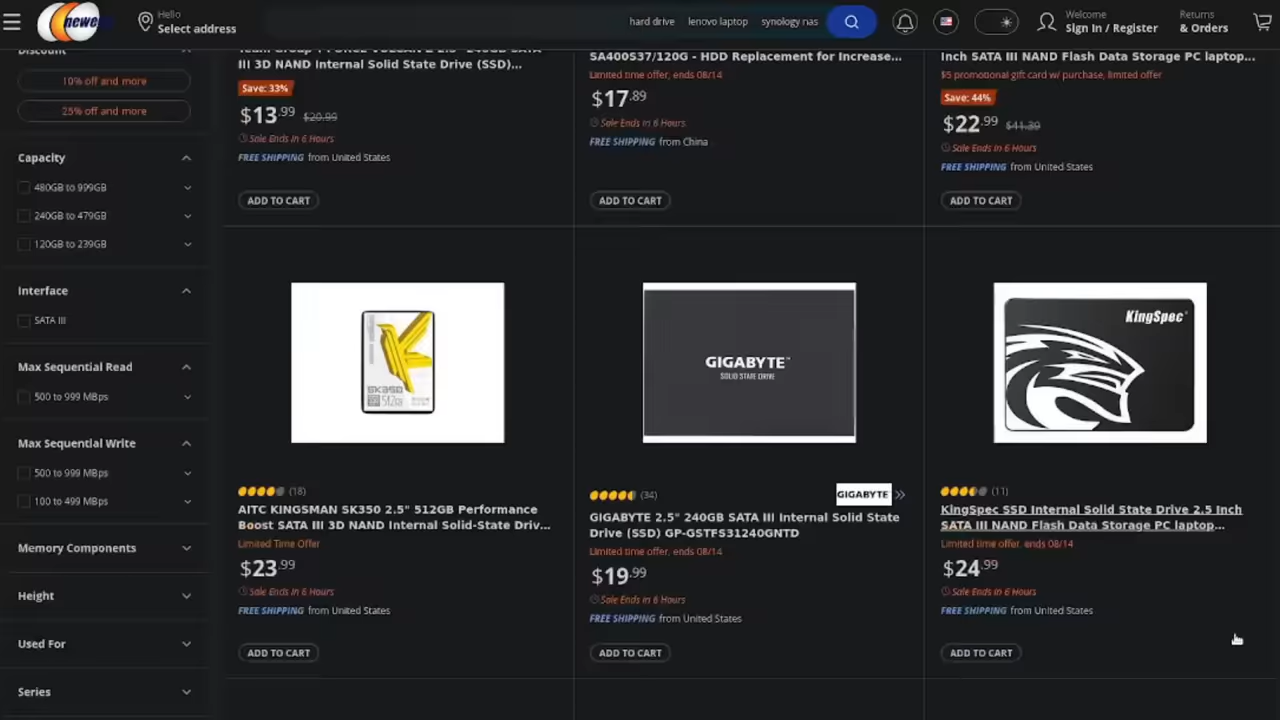 Hello
Select address
hard drive
lenovo laptop
synology nas
Welcome
Sign In / Register
Returns
& Orders
Discount
10% off and more
25% off and more
Capacity
480GB to 999GB
240GB to 479GB
120GB to 239GB
Interface
SATA III
Max Sequential Read
500 to 999 MBps
Max Sequential Write
500 to 999 MBps
100 to 499 MBps
Memory Components
Height
Used For
Series
III 3D NAND Internal Solid State Drive (SSD)...
Save: 33%
$13.99 $20.99
Sale Ends in 6 Hours
FREE SHIPPING from United States
ADD TO CART
SA400S37/120G - HDD Replacement for Increase...
Limited time offer, ends 08/14
$17.89
Sale Ends in 6 Hours
FREE SHIPPING from China
ADD TO CART
Inch SATA III NAND Flash Data Storage PC laptop...
$5 promotional gift card w/ purchase, limited offer
Save: 44%
$22.99 $41.39
Sale Ends in 6 Hours
FREE SHIPPING from United States
ADD TO CART
SK350
512GB
(18)
AITC KINGSMAN SK350 2.5" 512GB Performance
Boost SATA III 3D NAND Internal Solid-State Driv...
Limited Time Offer
$23.99
Sale Ends in 6 Hours
FREE SHIPPING from United States
ADD TO CART
GIGABYTE™
SOLID STATE DRIVE
(34)
GIGABYTE
GIGABYTE 2.5" 240GB SATA III Internal Solid State
Drive (SSD) GP-GSTFS31240GNTD
Limited time offer, ends 08/14
$19.99
Sale Ends in 6 Hours
FREE SHIPPING from United States
ADD TO CART
KingSpec®
(11)
KingSpec SSD Internal Solid State Drive 2.5 Inch
SATA III NAND Flash Data Storage PC laptop...
Limited time offer, ends 08/14
$24.99
Sale Ends in 6 Hours
FREE SHIPPING from United States
ADD TO CART